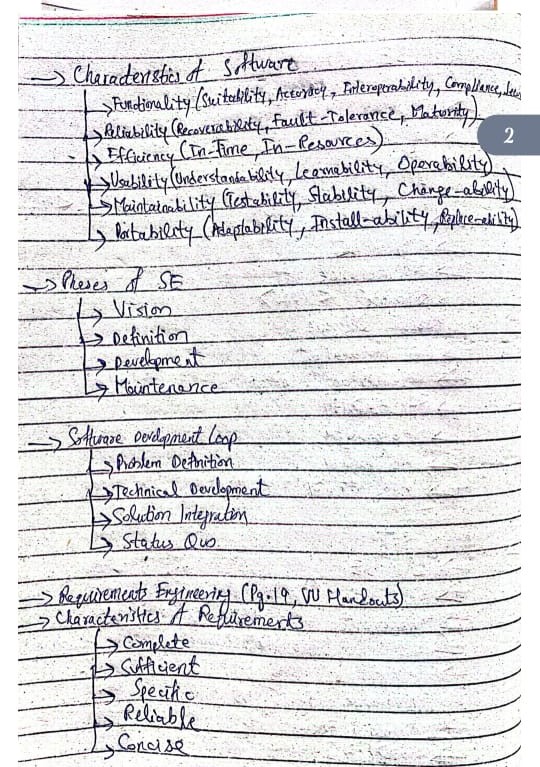 → Characteristics of Software
→ Functionality (Suitability, Accuracy, Interoperability, Compliance,
→ Reliability (Recoverability, Fault-Tolerance, Maturity)
→ Efficiency (In-Time, In-Resources)
2
→ Usability (Understandability, Learnability, Operability)
→ Maintainability (Testability, Stability, Change-ability)
→ Portability (Adaptability, Install-ability, Replace-ability)
→ Pheses of SE
→ Vision
→ Definition
→ Development
→ Maintenance
→ Software Development Loop
→ Problem Definition
→ Technical Development
→ Solution Integration
→ Status Quo
→ Requirements Engineering (Pg.19, VU Handouts)
→ Characteristics of Requirements
→ Complete
→ Sufficient
→ Specific
→ Reliable
→ Concise